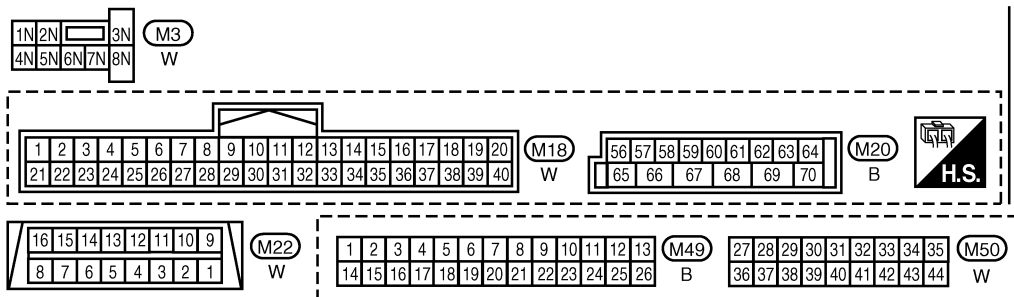 1N 2N 3N M3
4N 5N 6N 7N 8N W
1 2 3 4 5 6 7 8 9 10 11 12 13 14 15 16 17 18 19 20 M18
21 22 23 24 25 26 27 28 29 30 31 32 33 34 35 36 37 38 39 40 W
56 57 58 59 60 61 62 63 64 M20
65 66 67 68 69 70 B
H.S.
16 15 14 13 12 11 10 9 M22
8 7 6 5 4 3 2 1 W
1 2 3 4 5 6 7 8 9 10 11 12 13 M49
14 15 16 17 18 19 20 21 22 23 24 25 26 B
27 28 29 30 31 32 33 34 35 M50
36 37 38 39 40 41 42 43 44 W